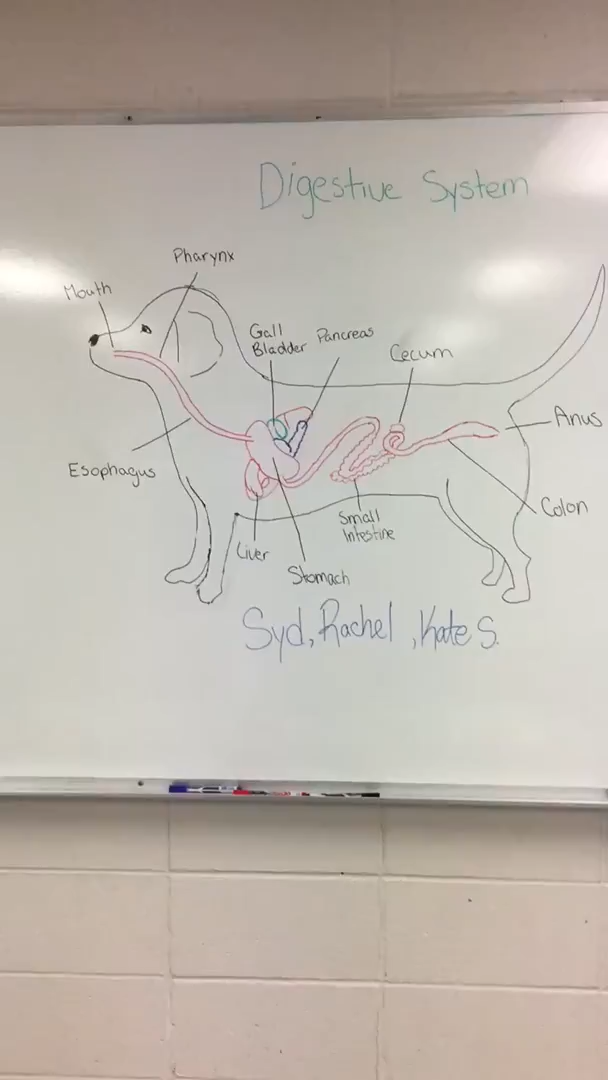 Digestive System
Pharynx
Mouth
Gall
Bladder
Pancreas
Cecum
Anus
Esophagus
Colon
Small
Intestine
Liver
Stomach
Syd, Rachel, Kate S.